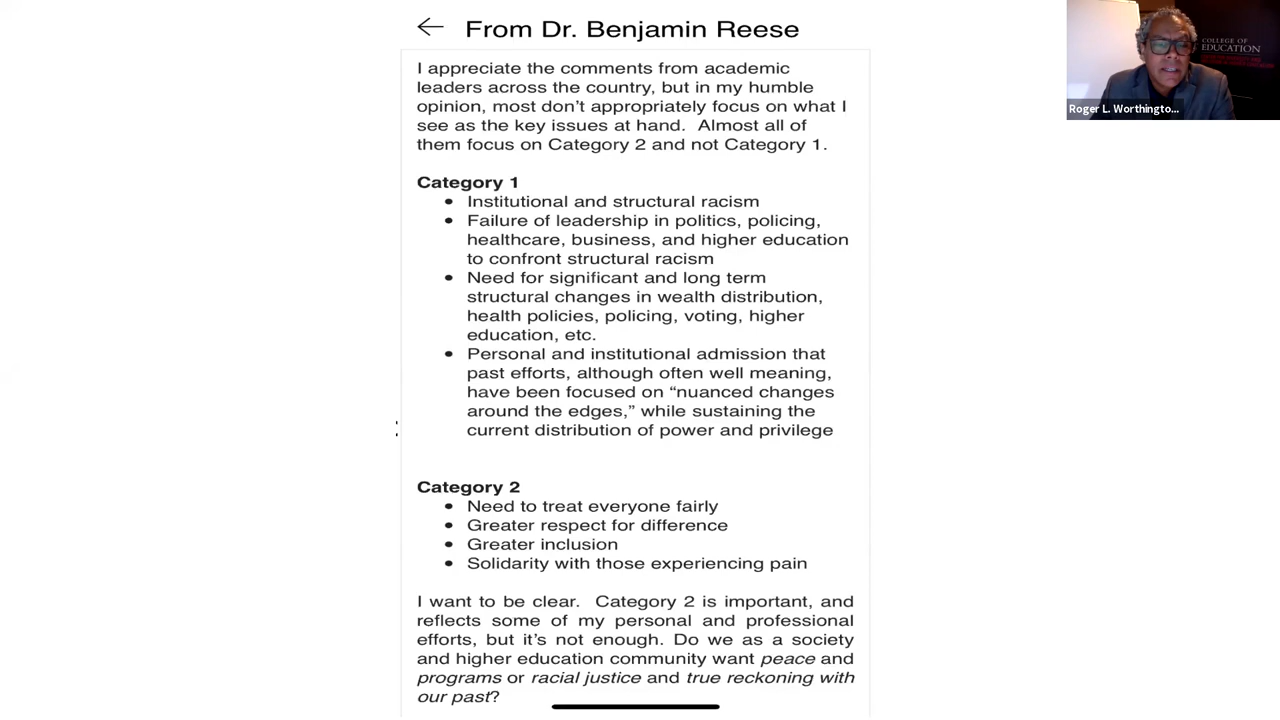 From Dr. Benjamin Reese
I appreciate the comments from academic
leaders across the country, but in my humble
opinion, most don't appropriately focus on what I
see as the key issues at hand.  Almost all of
them focus on Category 2 and not Category 1.
Category 1
• Institutional and structural racism
• Failure of leadership in politics, policing,
healthcare, business, and higher education
to confront structural racism
• Need for significant and long term
structural changes in wealth distribution,
health policies, policing, voting, higher
education, etc.
• Personal and institutional admission that
past efforts, although often well meaning,
have been focused on “nuanced changes
around the edges,” while sustaining the
current distribution of power and privilege
Category 2
• Need to treat everyone fairly
• Greater respect for difference
• Greater inclusion
• Solidarity with those experiencing pain
I want to be clear.  Category 2 is important, and
reflects some of my personal and professional
efforts, but it's not enough. Do we as a society
and higher education community want peace and
programs or racial justice and true reckoning with
our past?
COLLEGE OF
EDUCATION
Roger L. Worthingto...